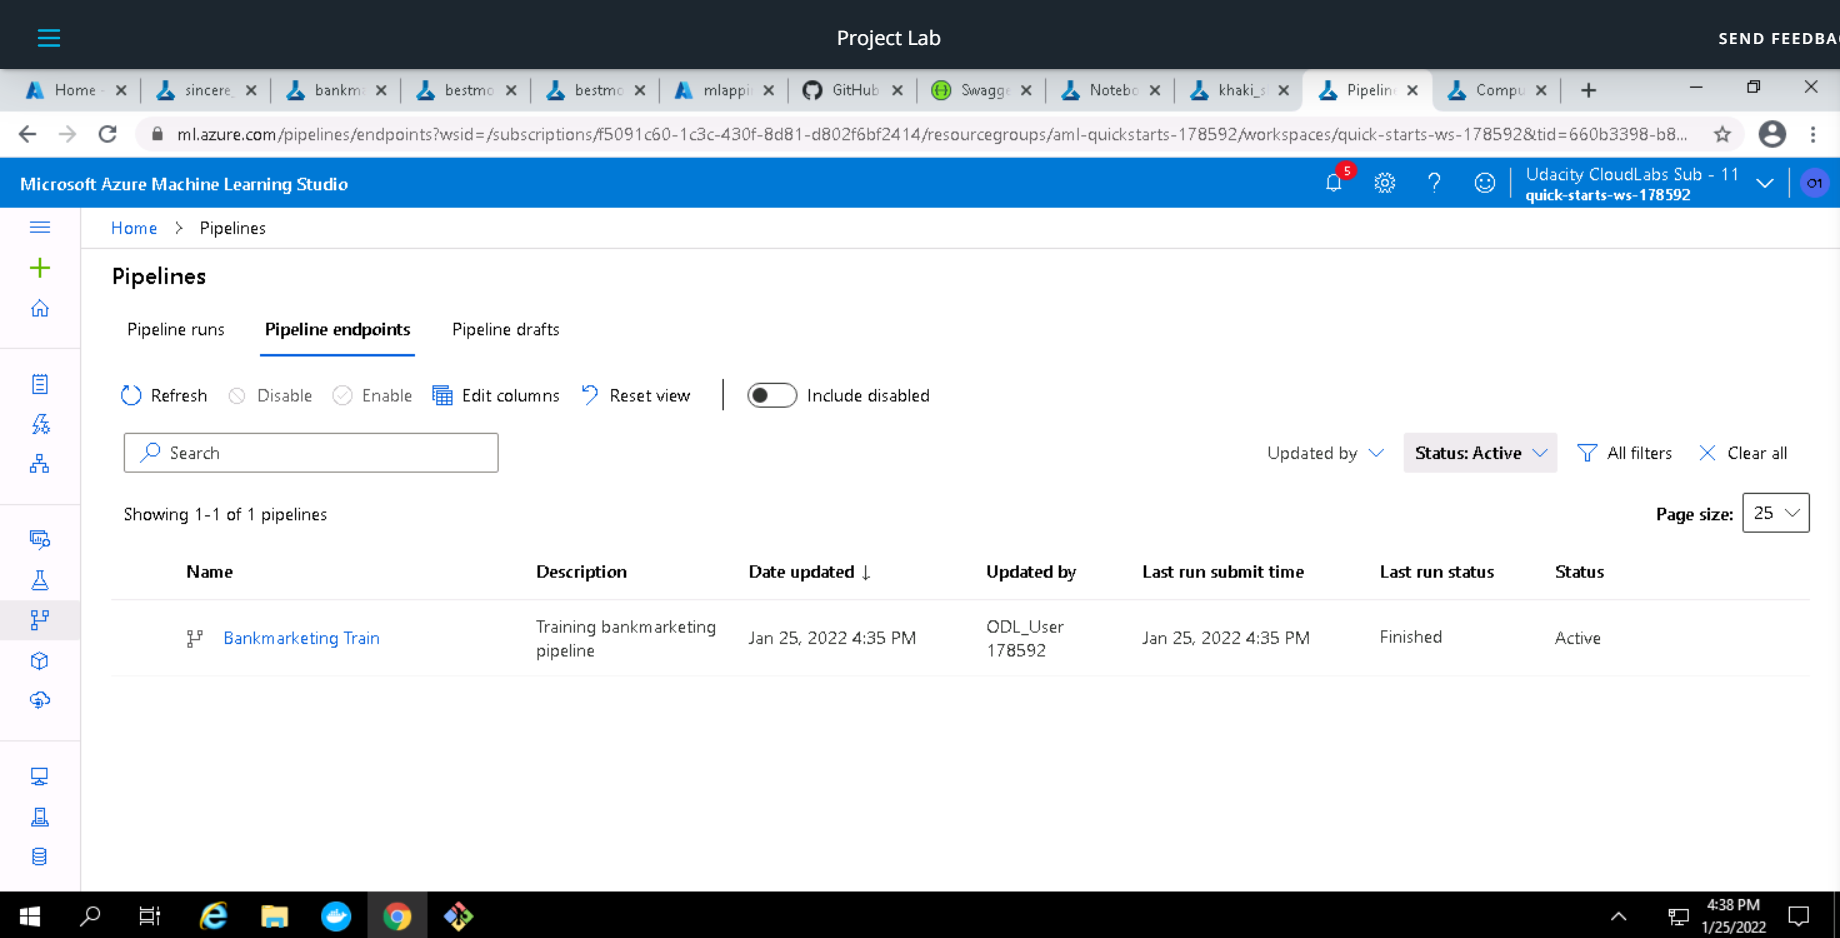 Project Lab
SEND FEEDBA
Home
sincere_
bankma
bestmo
bestmo
mlappi
GitHub
Swagge
Notebo
khaki_s
Pipeline
Compu
ml.azure.com/pipelines/endpoints?wsid=/subscriptions/f5091c60-1c3c-430f-8d81-d802f6bf2414/resourcegroups/aml-quickstarts-178592/workspaces/quick-starts-ws-178592&tid=660b3398-b8...
Microsoft Azure Machine Learning Studio
5
Udacity CloudLabs Sub - 11
quick-starts-ws-178592
O1
Home > Pipelines
Pipelines
Pipeline runs
Pipeline endpoints
Pipeline drafts
Refresh
Disable
Enable
Edit columns
Reset view
Include disabled
Search
Updated by
Status: Active
All filters
Clear all
Showing 1-1 of 1 pipelines
Page size: 25
Name
Description
Date updated ↓
Updated by
Last run submit time
Last run status
Status
Bankmarketing Train
Training bankmarketing
pipeline
Jan 25, 2022 4:35 PM
ODL_User
178592
Jan 25, 2022 4:35 PM
Finished
Active
4:38 PM
1/25/2022